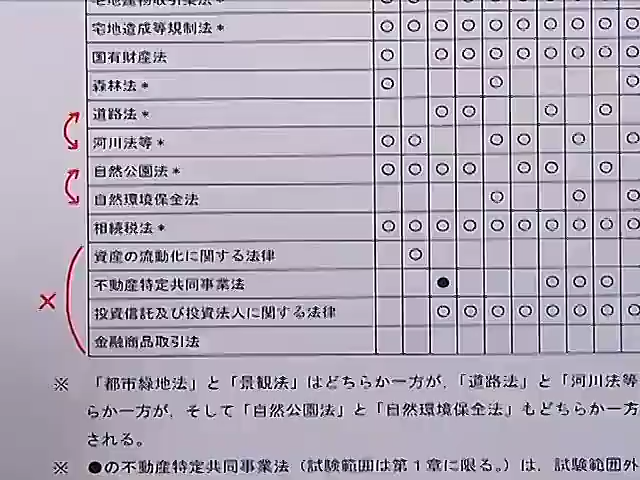 宅地建物取引業法*
宅地造成等規制法* ○ ○ ○ ○ ○ ○ ○ ○ ○ ○
国有財産法 ○ ○ ○ ○ ○ ○ ○ ○ ○
森林法* ○ ○ ○
道路法* ○ ○ ○ ○
河川法等* ○ ○ ○ ○ ○ ○
自然公園法* ○ ○ ○ ○ ○ ○ ○
自然環境保全法 ○ ○ ○
相続税法* ○ ○ ○ ○ ○ ○ ○ ○ ○ ○
資産の流動化に関する法律 ○
不動産特定共同事業法 ● ○ ○ ○
投資信託及び投資法人に関する法律 ○ ○ ○ ○ ○ ○ ○ ○
金融商品取引法
×
※ 「都市緑地法」と「景観法」はどちらか一方が、「道路法」と「河川法
らか一方が、そして「自然公園法」と「自然環境保全法」もどちらか一方
される。
※ ●の不動産特定共同事業法（試験範囲は第1章に限る。）は、試験範囲外